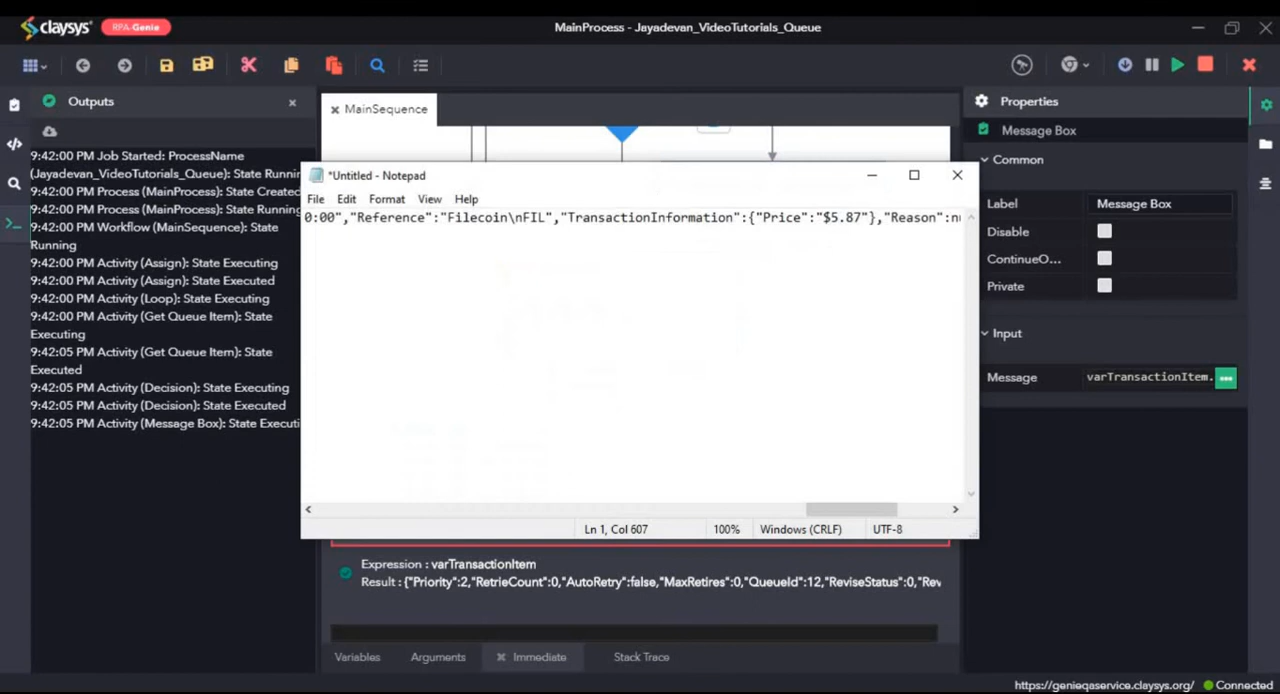 claysys RPA-Genie
MainProcess - Jayadevan_VideoTutorials_Queue
Outputs
9:42:00 PM Job Started: ProcessName
(Jayadevan_VideoTutorials_Queue): State Runnin
9:42:00 PM Process (MainProcess): State Created
9:42:00 PM Process (MainProcess): State Running
9:42:00 PM Workflow (MainSequence): State
Running
9:42:00 PM Activity (Assign): State Executing
9:42:00 PM Activity (Assign): State Executed
9:42:00 PM Activity (Loop): State Executing
9:42:00 PM Activity (Get Queue Item): State
Executing
9:42:05 PM Activity (Get Queue Item): State
Executed
9:42:05 PM Activity (Decision): State Executing
9:42:05 PM Activity (Decision): State Executed
9:42:05 PM Activity (Message Box): State Executi
MainSequence
*Untitled - Notepad
File Edit Format View Help
0:00","Reference":"Filecoin\nFIL","TransactionInformation":{"Price":"$5.87"},"Reason":nu
Ln 1, Col 607 100% Windows (CRLF) UTF-8
Expression : varTransactionItem
Result : {"Priority":2,"RetrieCount":0,"AutoRetry":false,"MaxRetires":0,"QueueId":12,"ReviseStatus":0,"Rev
Variables Arguments Immediate Stack Trace
Properties
Message Box
Common
Label Message Box
Disable
ContinueO...
Private
Input
Message varTransactionItem.
https://genieqaservice.claysys.org/ Connected